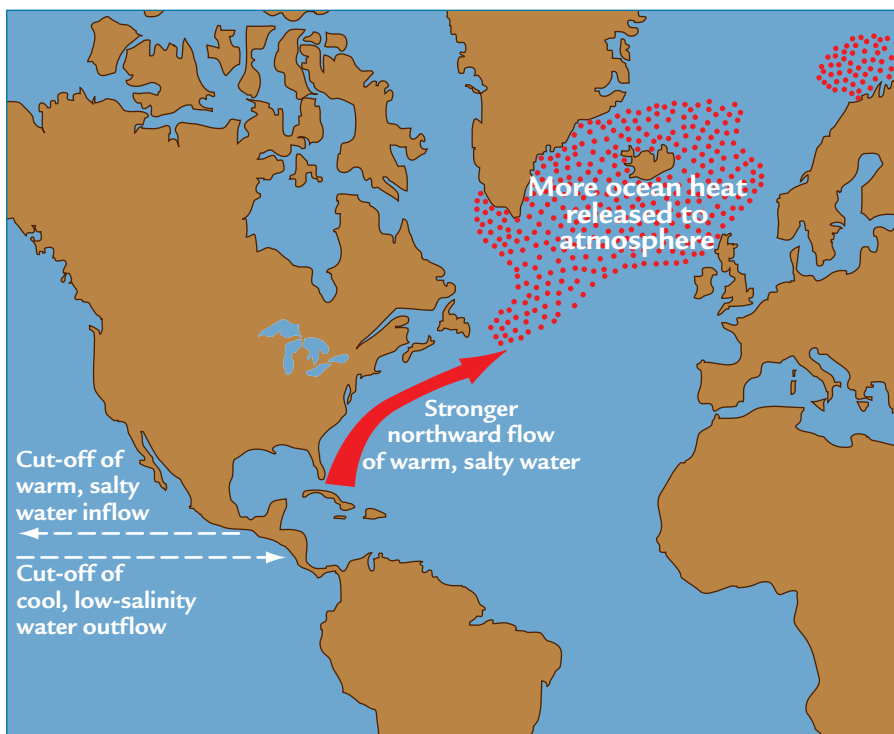 More ocean heat
released to
atmosphere
Stronger
northward flow
of warm, salty water
Cut-off of
warm, salty
water inflow
Cut-off of
cool, low-salinity
water outflow